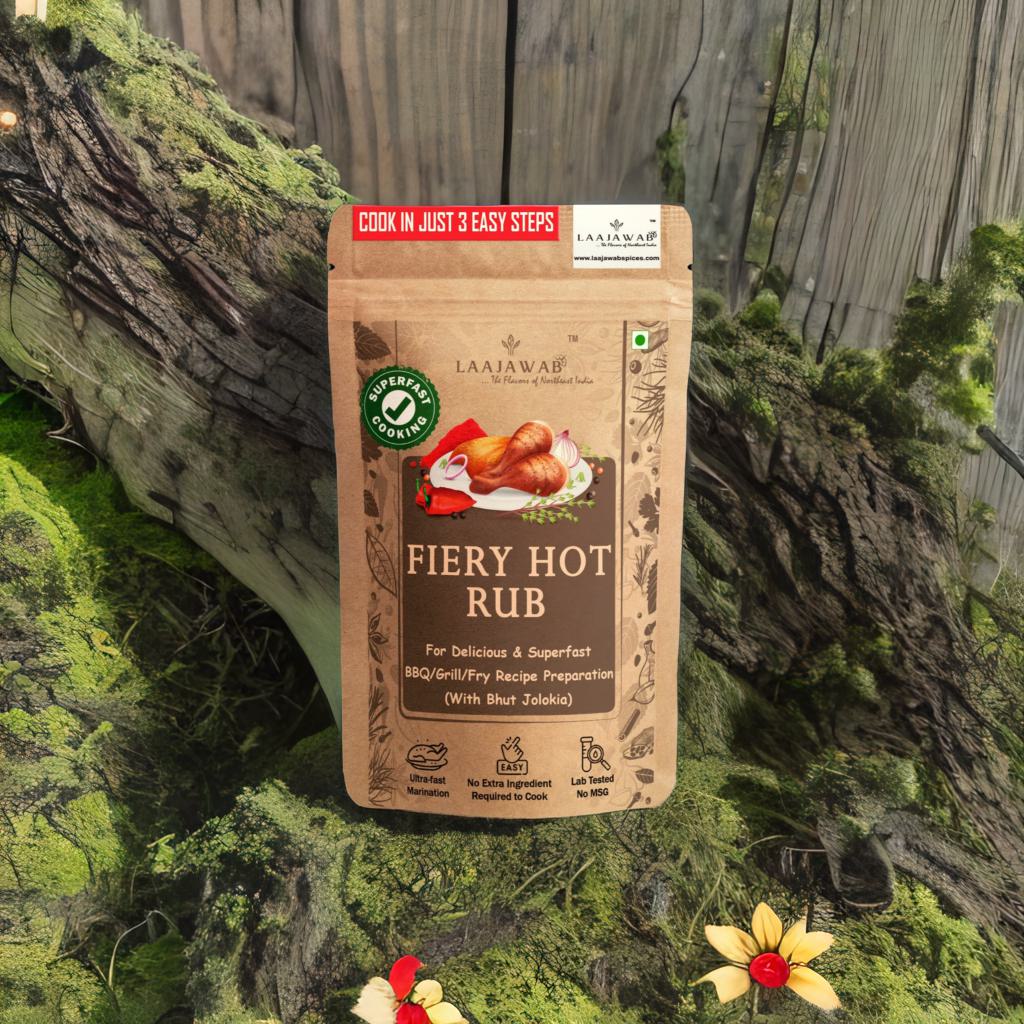 COOK IN JUST 3 EASY STEPS
LAAJAWAB
TM
... The Flavors of Northeast India
www.laajawabspices.com
LAAJAWAB
TM
... The Flavors of Northeast India
SUPERFAST
COOKING
FIERY HOT
RUB
For Delicious & Superfast
BBQ/Grill/Fry Recipe Preparation
(With Bhut Jolokia)
Ultra-fast
Marination
EASY
No Extra Ingredient
Required to Cook
Lab Tested
No MSG